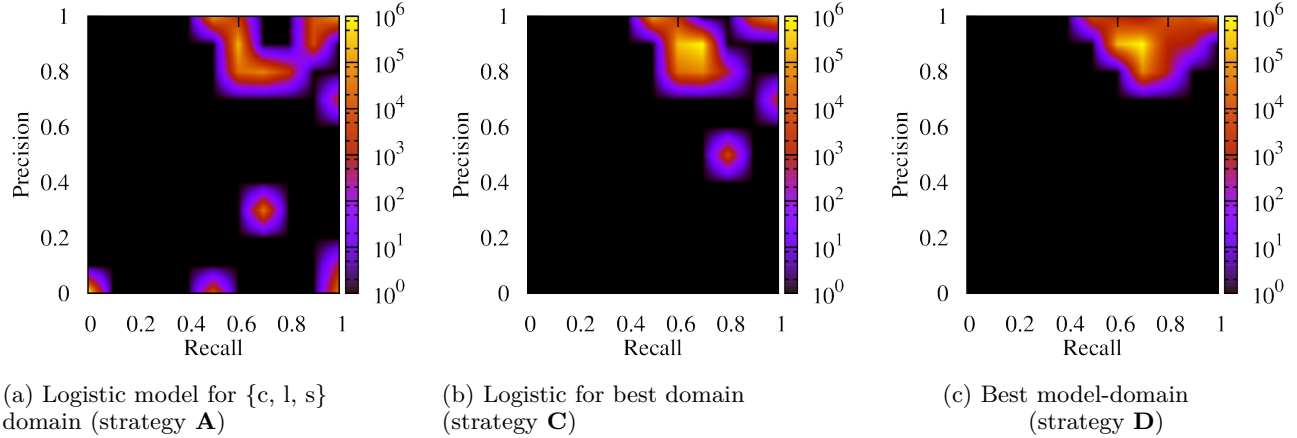 1
0.8
0.6
0.4
0.2
0
Precision
0 0.2 0.4 0.6 0.8 1
Recall
10^6
10^5
10^4
10^3
10^2
10^1
10^0
(a) Logistic model for {c, l, s}
domain (strategy A)
1
0.8
0.6
0.4
0.2
0
Precision
0 0.2 0.4 0.6 0.8 1
Recall
10^6
10^5
10^4
10^3
10^2
10^1
10^0
(b) Logistic for best domain
(strategy C)
1
0.8
0.6
0.4
0.2
0
Precision
0 0.2 0.4 0.6 0.8 1
Recall
10^6
10^5
10^4
10^3
10^2
10^1
10^0
(c) Best model-domain
(strategy D)